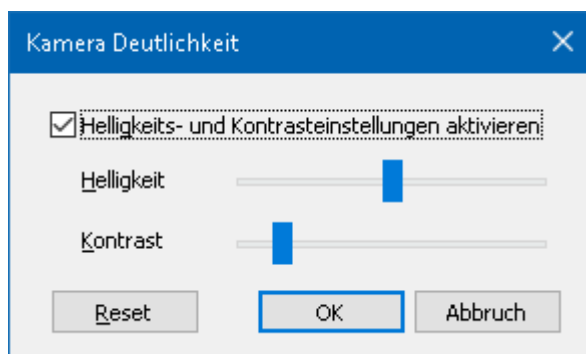 Kamera Deutlichkeit
Helligkeits- und Kontrasteinstellungen aktivieren
Helligkeit
Kontrast
Reset OK Abbruch